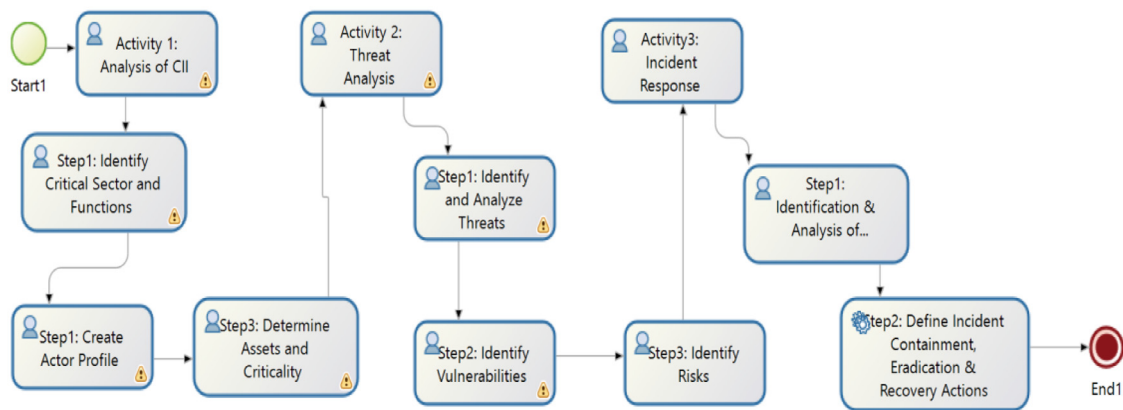 Start1
Activity 1:
Analysis of CII
Step1: Identify
Critical Sector and
Functions
Step1: Create
Actor Profile
Step3: Determine
Assets and
Criticality
Activity 2:
Threat
Analysis
Step1: Identify
and Analyze
Threats
Step2: Identify
Vulnerabilities
Step3: Identify
Risks
Activity3:
Incident
Response
Step1:
Identification &
Analysis of...
Step2: Define Incident
Containment,
Eradication &
Recovery Actions
End1